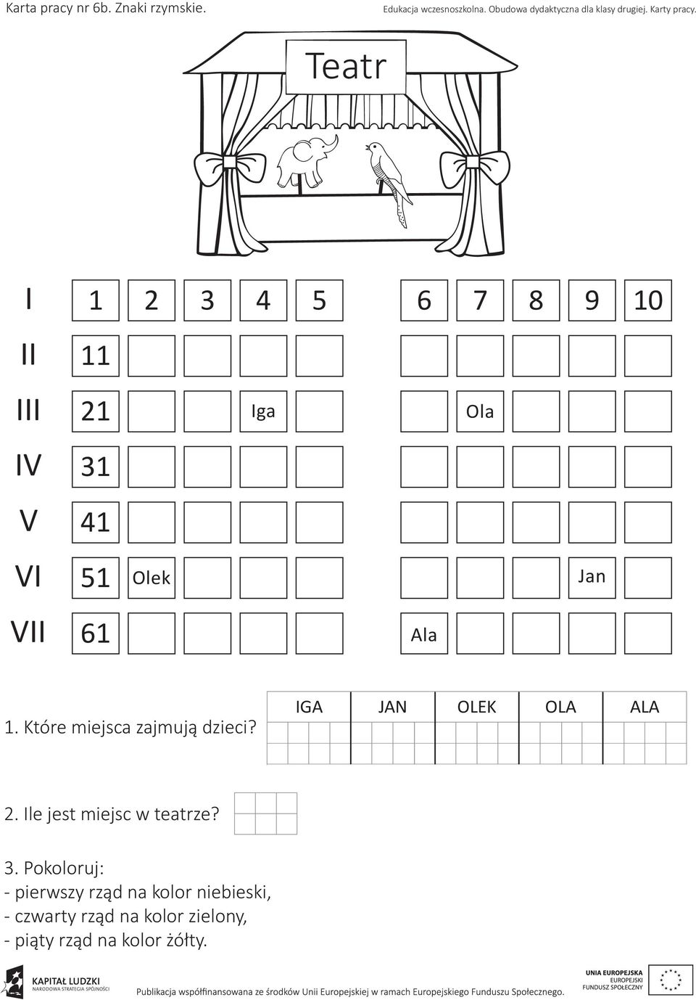 Karta pracy nr 6b. Znaki rzymskie.
Edukacja wczesnoszkolna. Obudowa dydaktyczna dla klasy drugiej. Karty pracy.
Teatr
I 1 2 3 4 5 6 7 8 9 10
II 11
III 21 Iga Ola
IV 31
V 41
VI 51 Olek Jan
VII 61 Ala
IGA JAN OLEK OLA ALA
1. Które miejsca zajmują dzieci?
2. Ile jest miejsc w teatrze?
3. Pokoloruj:
- pierwszy rząd na kolor niebieski,
- czwarty rząd na kolor zielony,
- piąty rząd na kolor żółty.
KAPITAŁ LUDZKI
NARODOWA STRATEGIA SPÓJNOŚCI
Publikacja współfinansowana ze środków Unii Europejskiej w ramach Europejskiego Funduszu Społecznego.
UNIA EUROPEJSKA
EUROPEJSKI
FUNDUSZ SPOŁECZNY